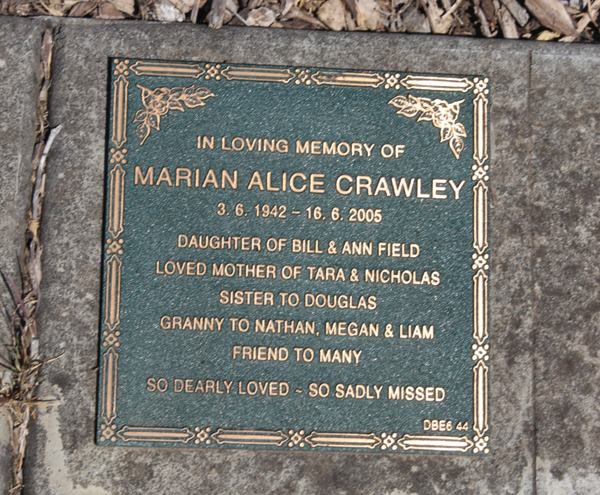 IN LOVING MEMORY OF
MARIAN ALICE CRAWLEY
3. 6. 1942 – 16. 6. 2005
DAUGHTER OF BILL & ANN FIELD
LOVED MOTHER OF TARA & NICHOLAS
SISTER TO DOUGLAS
GRANNY TO NATHAN, MEGAN & LIAM
FRIEND TO MANY
SO DEARLY LOVED ~ SO SADLY MISSED
DBE6 44